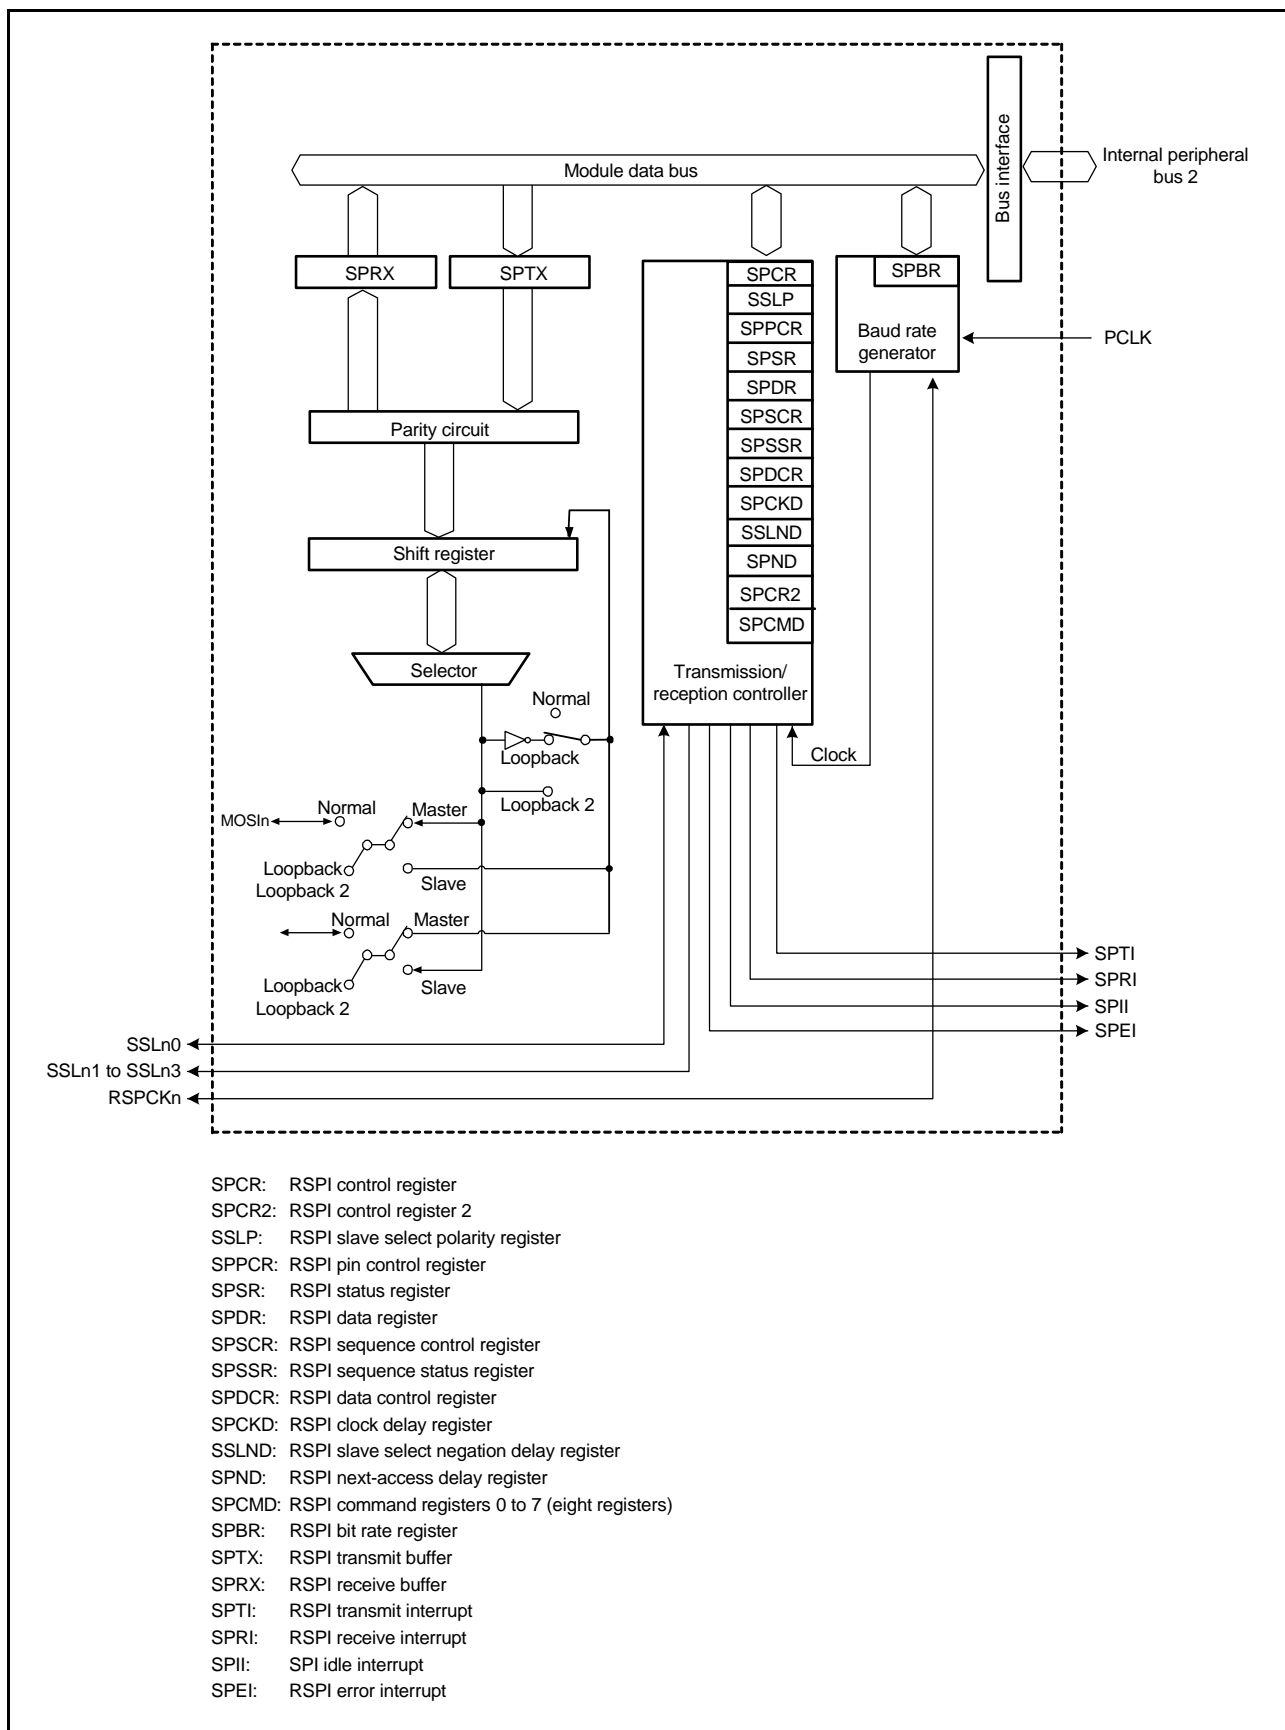 Bus interface
Internal peripheral
bus 2
Module data bus
SPRX
SPTX
SPCR
SSLP
SPPCR
SPSR
SPDR
SPSCR
SPSSR
SPDCR
SPCKD
SSLND
SPND
SPCR2
SPCMD
Transmission/
reception controller
SPBR
Baud rate
generator
PCLK
Parity circuit
Shift register
Selector
Normal
Loopback
Loopback 2
Clock
MOSIn
Normal
Master
Loopback
Loopback 2
Slave
Normal
Master
Loopback
Loopback 2
Slave
SPTI
SPRI
SPII
SPEI
SSLn0
SSLn1 to SSLn3
RSPCKn
SPCR: RSPI control register
SPCR2: RSPI control register 2
SSLP: RSPI slave select polarity register
SPPCR: RSPI pin control register
SPSR: RSPI status register
SPDR: RSPI data register
SPSCR: RSPI sequence control register
SPSSR: RSPI sequence status register
SPDCR: RSPI data control register
SPCKD: RSPI clock delay register
SSLND: RSPI slave select negation delay register
SPND: RSPI next-access delay register
SPCMD: RSPI command registers 0 to 7 (eight registers)
SPBR: RSPI bit rate register
SPTX: RSPI transmit buffer
SPRX: RSPI receive buffer
SPTI: RSPI transmit interrupt
SPRI: RSPI receive interrupt
SPII: SPI idle interrupt
SPEI: RSPI error interrupt